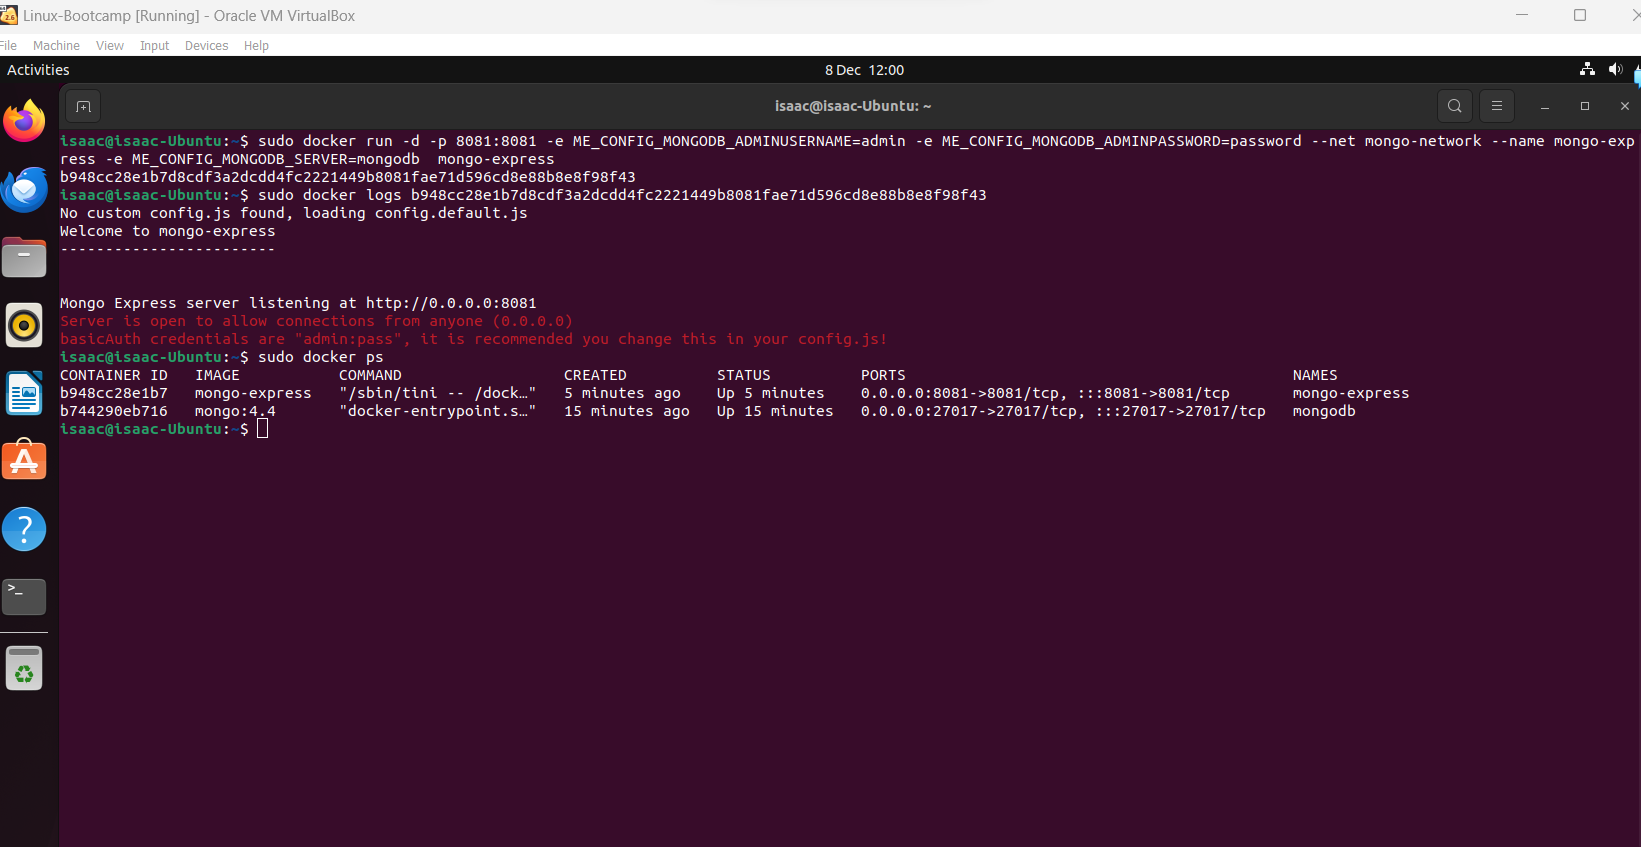 Linux-Bootcamp [Running] - Oracle VM VirtualBox
File Machine View Input Devices Help
Activities
8 Dec 12:00
isaac@isaac-Ubuntu: ~
isaac@isaac-Ubuntu:~$ sudo docker run -d -p 8081:8081 -e ME_CONFIG_MONGODB_ADMINUSERNAME=admin -e ME_CONFIG_MONGODB_ADMINPASSWORD=password --net mongo-network --name mongo-exp
ress -e ME_CONFIG_MONGODB_SERVER=mongodb  mongo-express
b948cc28e1b7d8cdf3a2dcdd4fc2221449b8081fae71d596cd8e88b8e8f98f43
isaac@isaac-Ubuntu:~$ sudo docker logs b948cc28e1b7d8cdf3a2dcdd4fc2221449b8081fae71d596cd8e88b8e8f98f43
No custom config.js found, loading config.default.js
Welcome to mongo-express
------------------------
Mongo Express server listening at http://0.0.0.0:8081
Server is open to allow connections from anyone (0.0.0.0)
basicAuth credentials are "admin:pass", it is recommended you change this in your config.js!
isaac@isaac-Ubuntu:~$ sudo docker ps
CONTAINER ID   IMAGE           COMMAND                  CREATED          STATUS          PORTS                                           NAMES
b948cc28e1b7   mongo-express   "/sbin/tini -- /dock…"   5 minutes ago    Up 5 minutes    0.0.0.0:8081->8081/tcp, :::8081->8081/tcp       mongo-express
b744290eb716   mongo:4.4       "docker-entrypoint.s…"   15 minutes ago   Up 15 minutes   0.0.0.0:27017->27017/tcp, :::27017->27017/tcp   mongodb
isaac@isaac-Ubuntu:~$